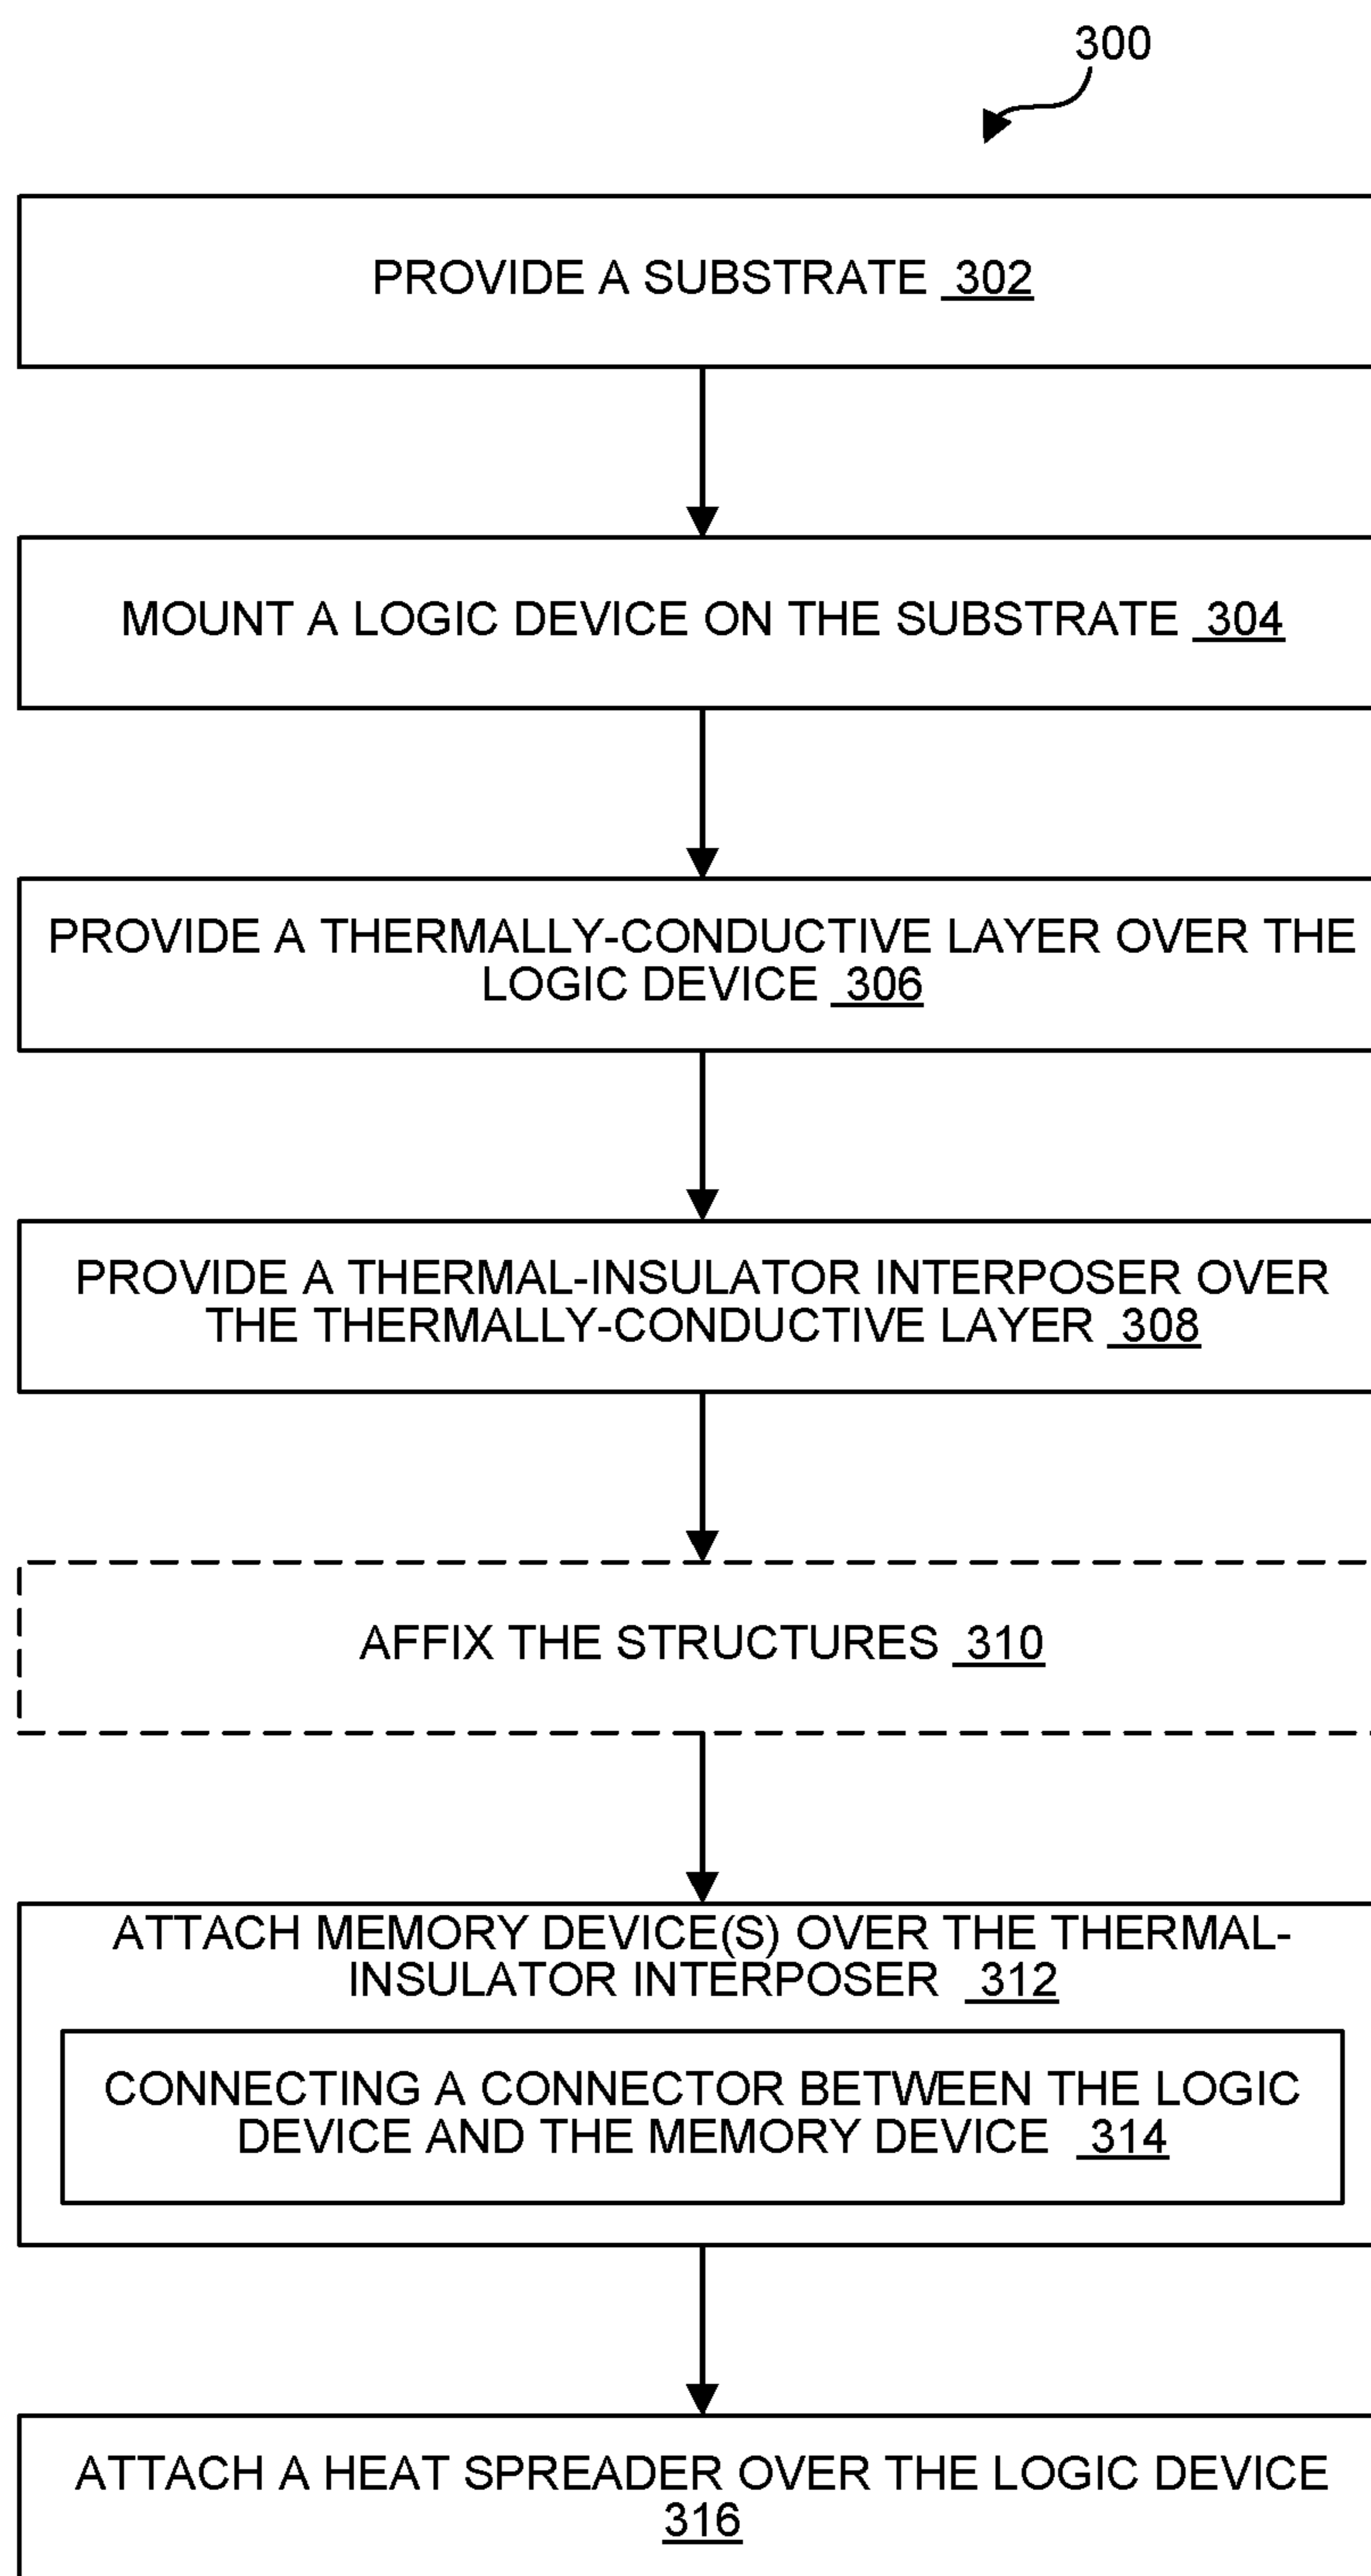 300
PROVIDE A SUBSTRATE 302
MOUNT A LOGIC DEVICE ON THE SUBSTRATE 304
PROVIDE A THERMALLY-CONDUCTIVE LAYER OVER THE
LOGIC DEVICE 306
PROVIDE A THERMAL-INSULATOR INTERPOSER OVER
THE THERMALLY-CONDUCTIVE LAYER 308
AFFIX THE STRUCTURES 310
ATTACH MEMORY DEVICE(S) OVER THE THERMAL-
INSULATOR INTERPOSER 312
CONNECTING A CONNECTOR BETWEEN THE LOGIC
DEVICE AND THE MEMORY DEVICE 314
ATTACH A HEAT SPREADER OVER THE LOGIC DEVICE
316